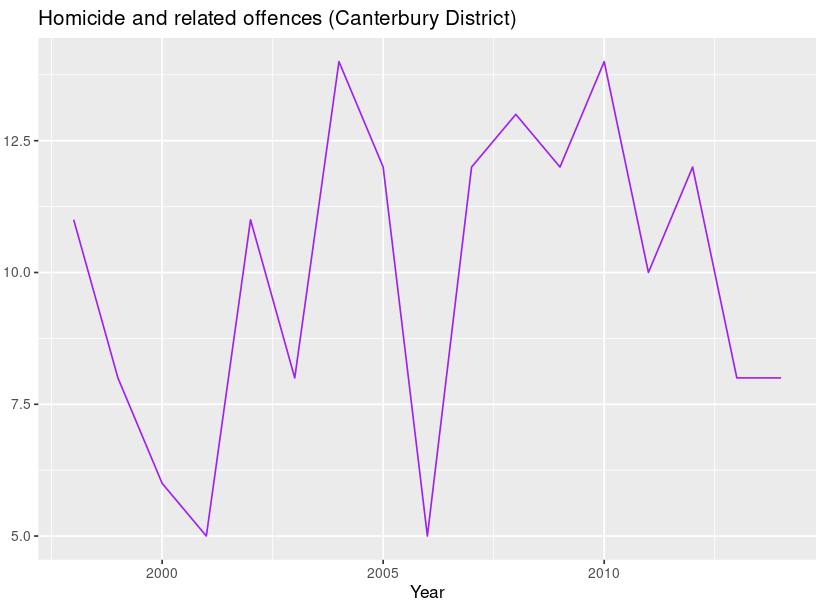 Homicide and related offences (Canterbury District)
12.5
10.0
7.5
5.0
2000 2005 2010
Year